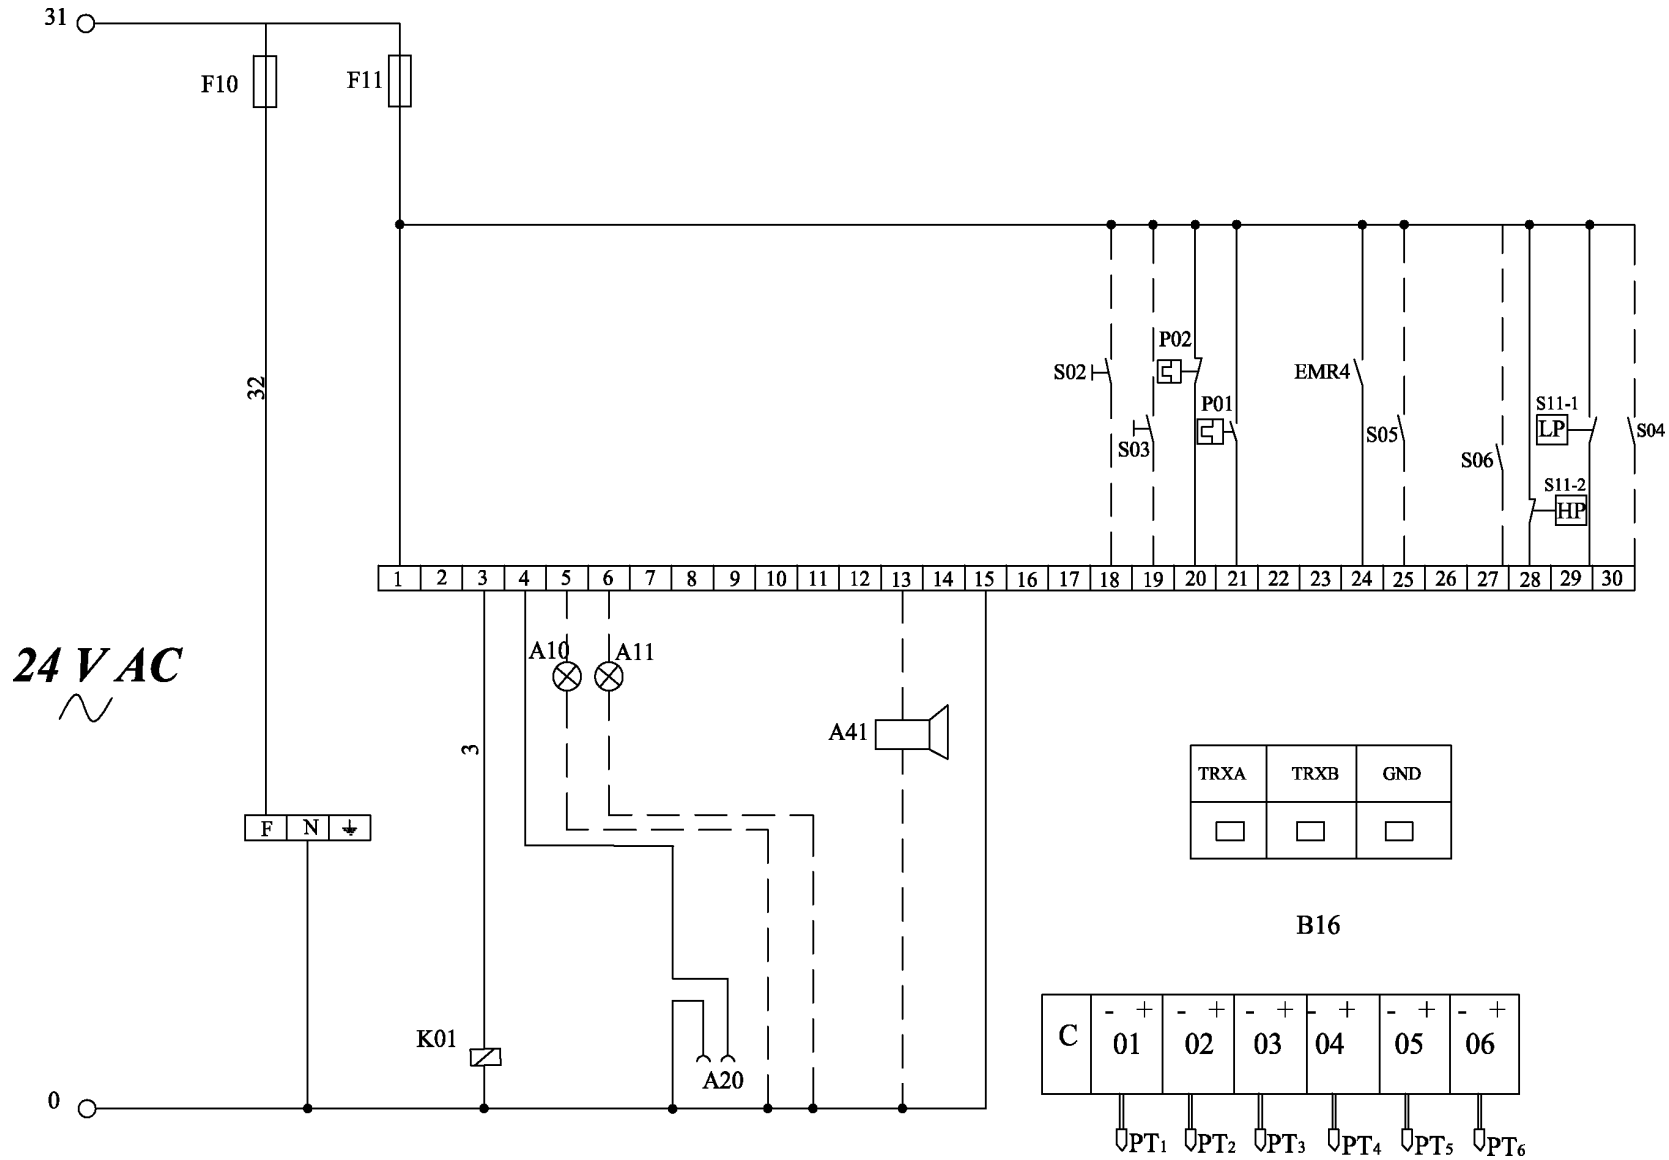 31
F10
F11
32
P02
S02
EMR4
P01
S11-1
LP
S03
S05
S04
S06
S11-2
HP
1 2 3 4 5 6 7 8 9 10 11 12 13 14 15 16 17 18 19 20 21 22 23 24 25 26 27 28 29 30
24 V AC
A10
A11
A41
3
TRXA TRXB GND
F N
B16
- + - + - + - + - + - +
C 01 02 03 04 05 06
K01
A20
0
PT1 PT2 PT3 PT4 PT5 PT6